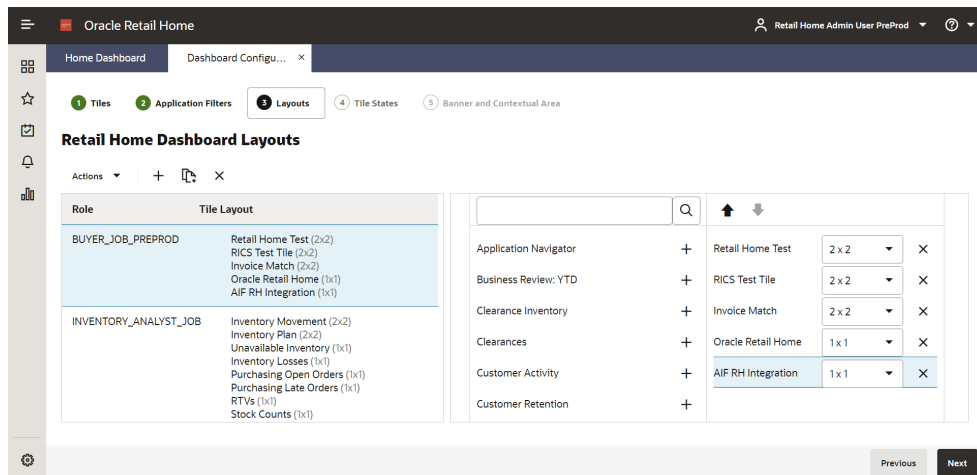 Oracle Retail Home
Retail Home Admin User PreProd
Home Dashboard
Dashboard Configu...
1 Tiles
2 Application Filters
3 Layouts
4 Tile States
5 Banner and Contextual Area
Retail Home Dashboard Layouts
Actions
Role Tile Layout
BUYER_JOB_PREPROD
Retail Home Test (2x2)
RICS Test Tile (2x2)
Invoice Match (2x2)
Oracle Retail Home (1x1)
AIF RH Integration (1x1)
INVENTORY_ANALYST_JOB
Inventory Movement (2x2)
Inventory Plan (2x2)
Unavailable Inventory (1x1)
Inventory Losses (1x1)
Purchasing Open Orders (1x1)
Purchasing Late Orders (1x1)
RTVs (1x1)
Stock Counts (1x1)
Application Navigator
Business Review: YTD
Clearance Inventory
Clearances
Customer Activity
Customer Retention
Retail Home Test 2 x 2
RICS Test Tile 2 x 2
Invoice Match 2 x 2
Oracle Retail Home 1 x 1
AIF RH Integration 1 x 1
Previous
Next